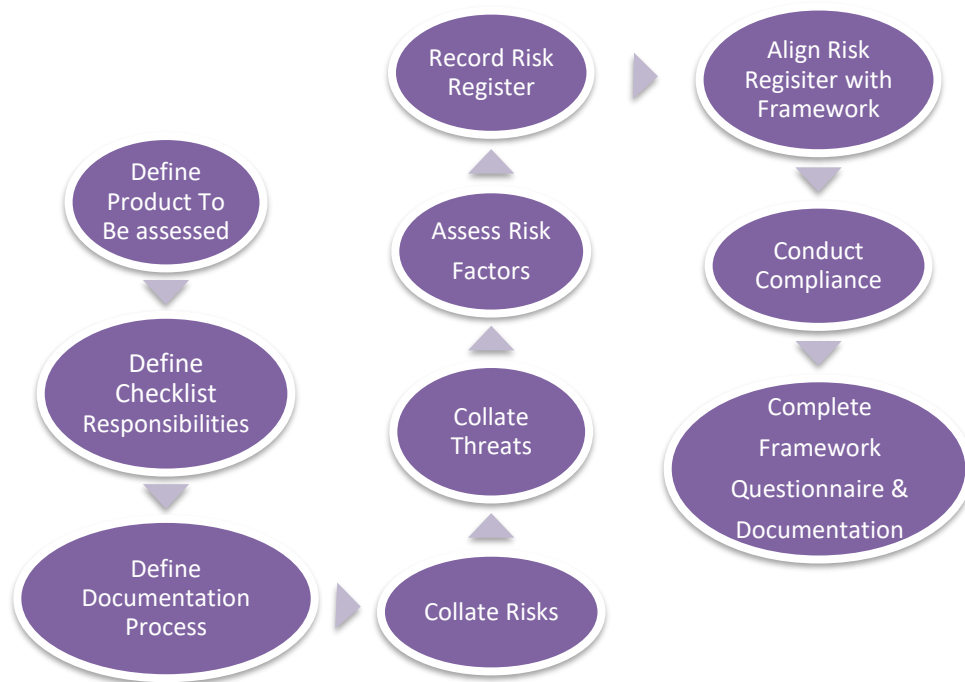 Define
Product To
Be assessed
Define
Checklist
Responsibilities
Define
Documentation
Process
Collate Risks
Collate
Threats
Assess Risk
Factors
Record Risk
Register
Align Risk
Regisiter with
Framework
Conduct
Compliance
Complete
Framework
Questionnaire &
Documentation